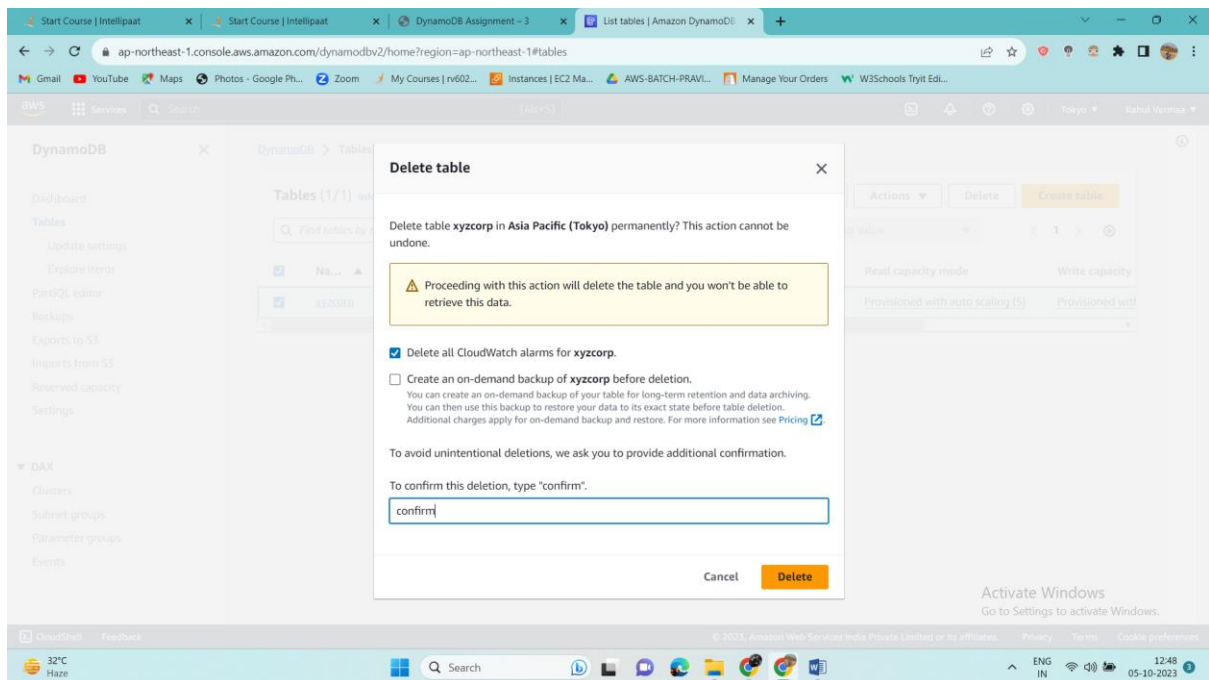 Start Course | Intellipaat
Start Course | Intellipaat
DynamoDB Assignment – 3
List tables | Amazon DynamoDB
ap-northeast-1.console.aws.amazon.com/dynamodbv2/home?region=ap-northeast-1#tables
Gmail YouTube Maps Photos - Google Ph... Zoom My Courses | rv602... Instances | EC2 Ma... AWS-BATCH-PRAVI... Manage Your Orders W3Schools Tryit Edi...
aws Services Search [Alt+S] Tokyo ▼
DynamoDB
DynamoDB > Tables
Dashboard
Tables
Update settings
Explore items
PartiQL editor
Backups
Exports to S3
Imports from S3
Reserved capacity
Settings
DAX
Clusters
Subnet groups
Parameter groups
Events
Tables (1/1)
Actions ▼ Delete Create table
Find tables by
1
Na... Read capacity mode Write capacity
xyzcorp Provisioned with auto scaling (5) Provisioned with
Delete table
Delete table xyzcorp in Asia Pacific (Tokyo) permanently? This action cannot be
undone.
Proceeding with this action will delete the table and you won't be able to
retrieve this data.
Delete all CloudWatch alarms for xyzcorp.
Create an on-demand backup of xyzcorp before deletion.
You can create an on-demand backup of your table for long-term retention and data archiving.
You can then use this backup to restore your data to its exact state before table deletion.
Additional charges apply for on-demand backup and restore. For more information see Pricing.
To avoid unintentional deletions, we ask you to provide additional confirmation.
To confirm this deletion, type "confirm".
confirm
Cancel Delete
Activate Windows
Go to Settings to activate Windows.
CloudShell Feedback © 2023, Amazon Web Services India Private Limited or its affiliates. Privacy Terms Cookie preferences
32°C
Haze
Search
ENG
IN
12:48
05-10-2023